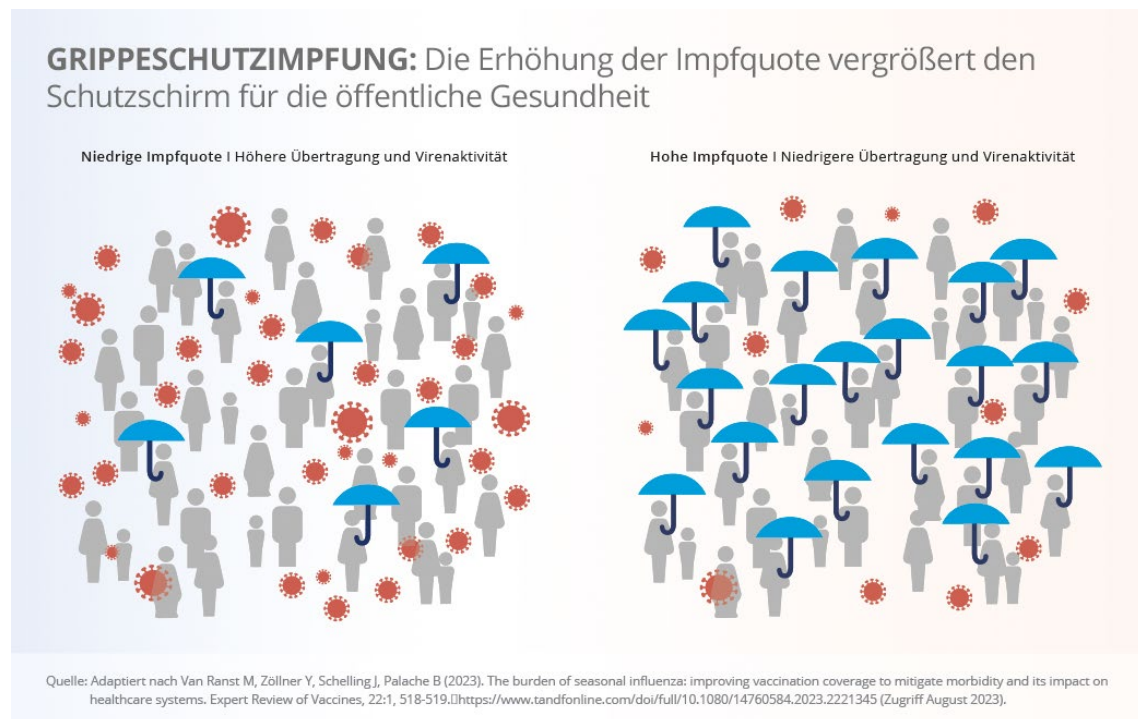 GRIPPESCHUTZIMPFUNG: Die Erhöhung der Impfquote vergrößert den
Schutzschirm für die öffentliche Gesundheit
Niedrige Impfquote I Höhere Übertragung und Virenaktivität
Hohe Impfquote I Niedrigere Übertragung und Virenaktivität
Quelle: Adaptiert nach Van Ranst M, Zöllner Y, Schelling J, Palache B (2023). The burden of seasonal influenza: improving vaccination coverage to mitigate morbidity and its impact on
healthcare systems. Expert Review of Vaccines, 22:1, 518-519.▯https://www.tandfonline.com/doi/full/10.1080/14760584.2023.2221345 (Zugriff August 2023).